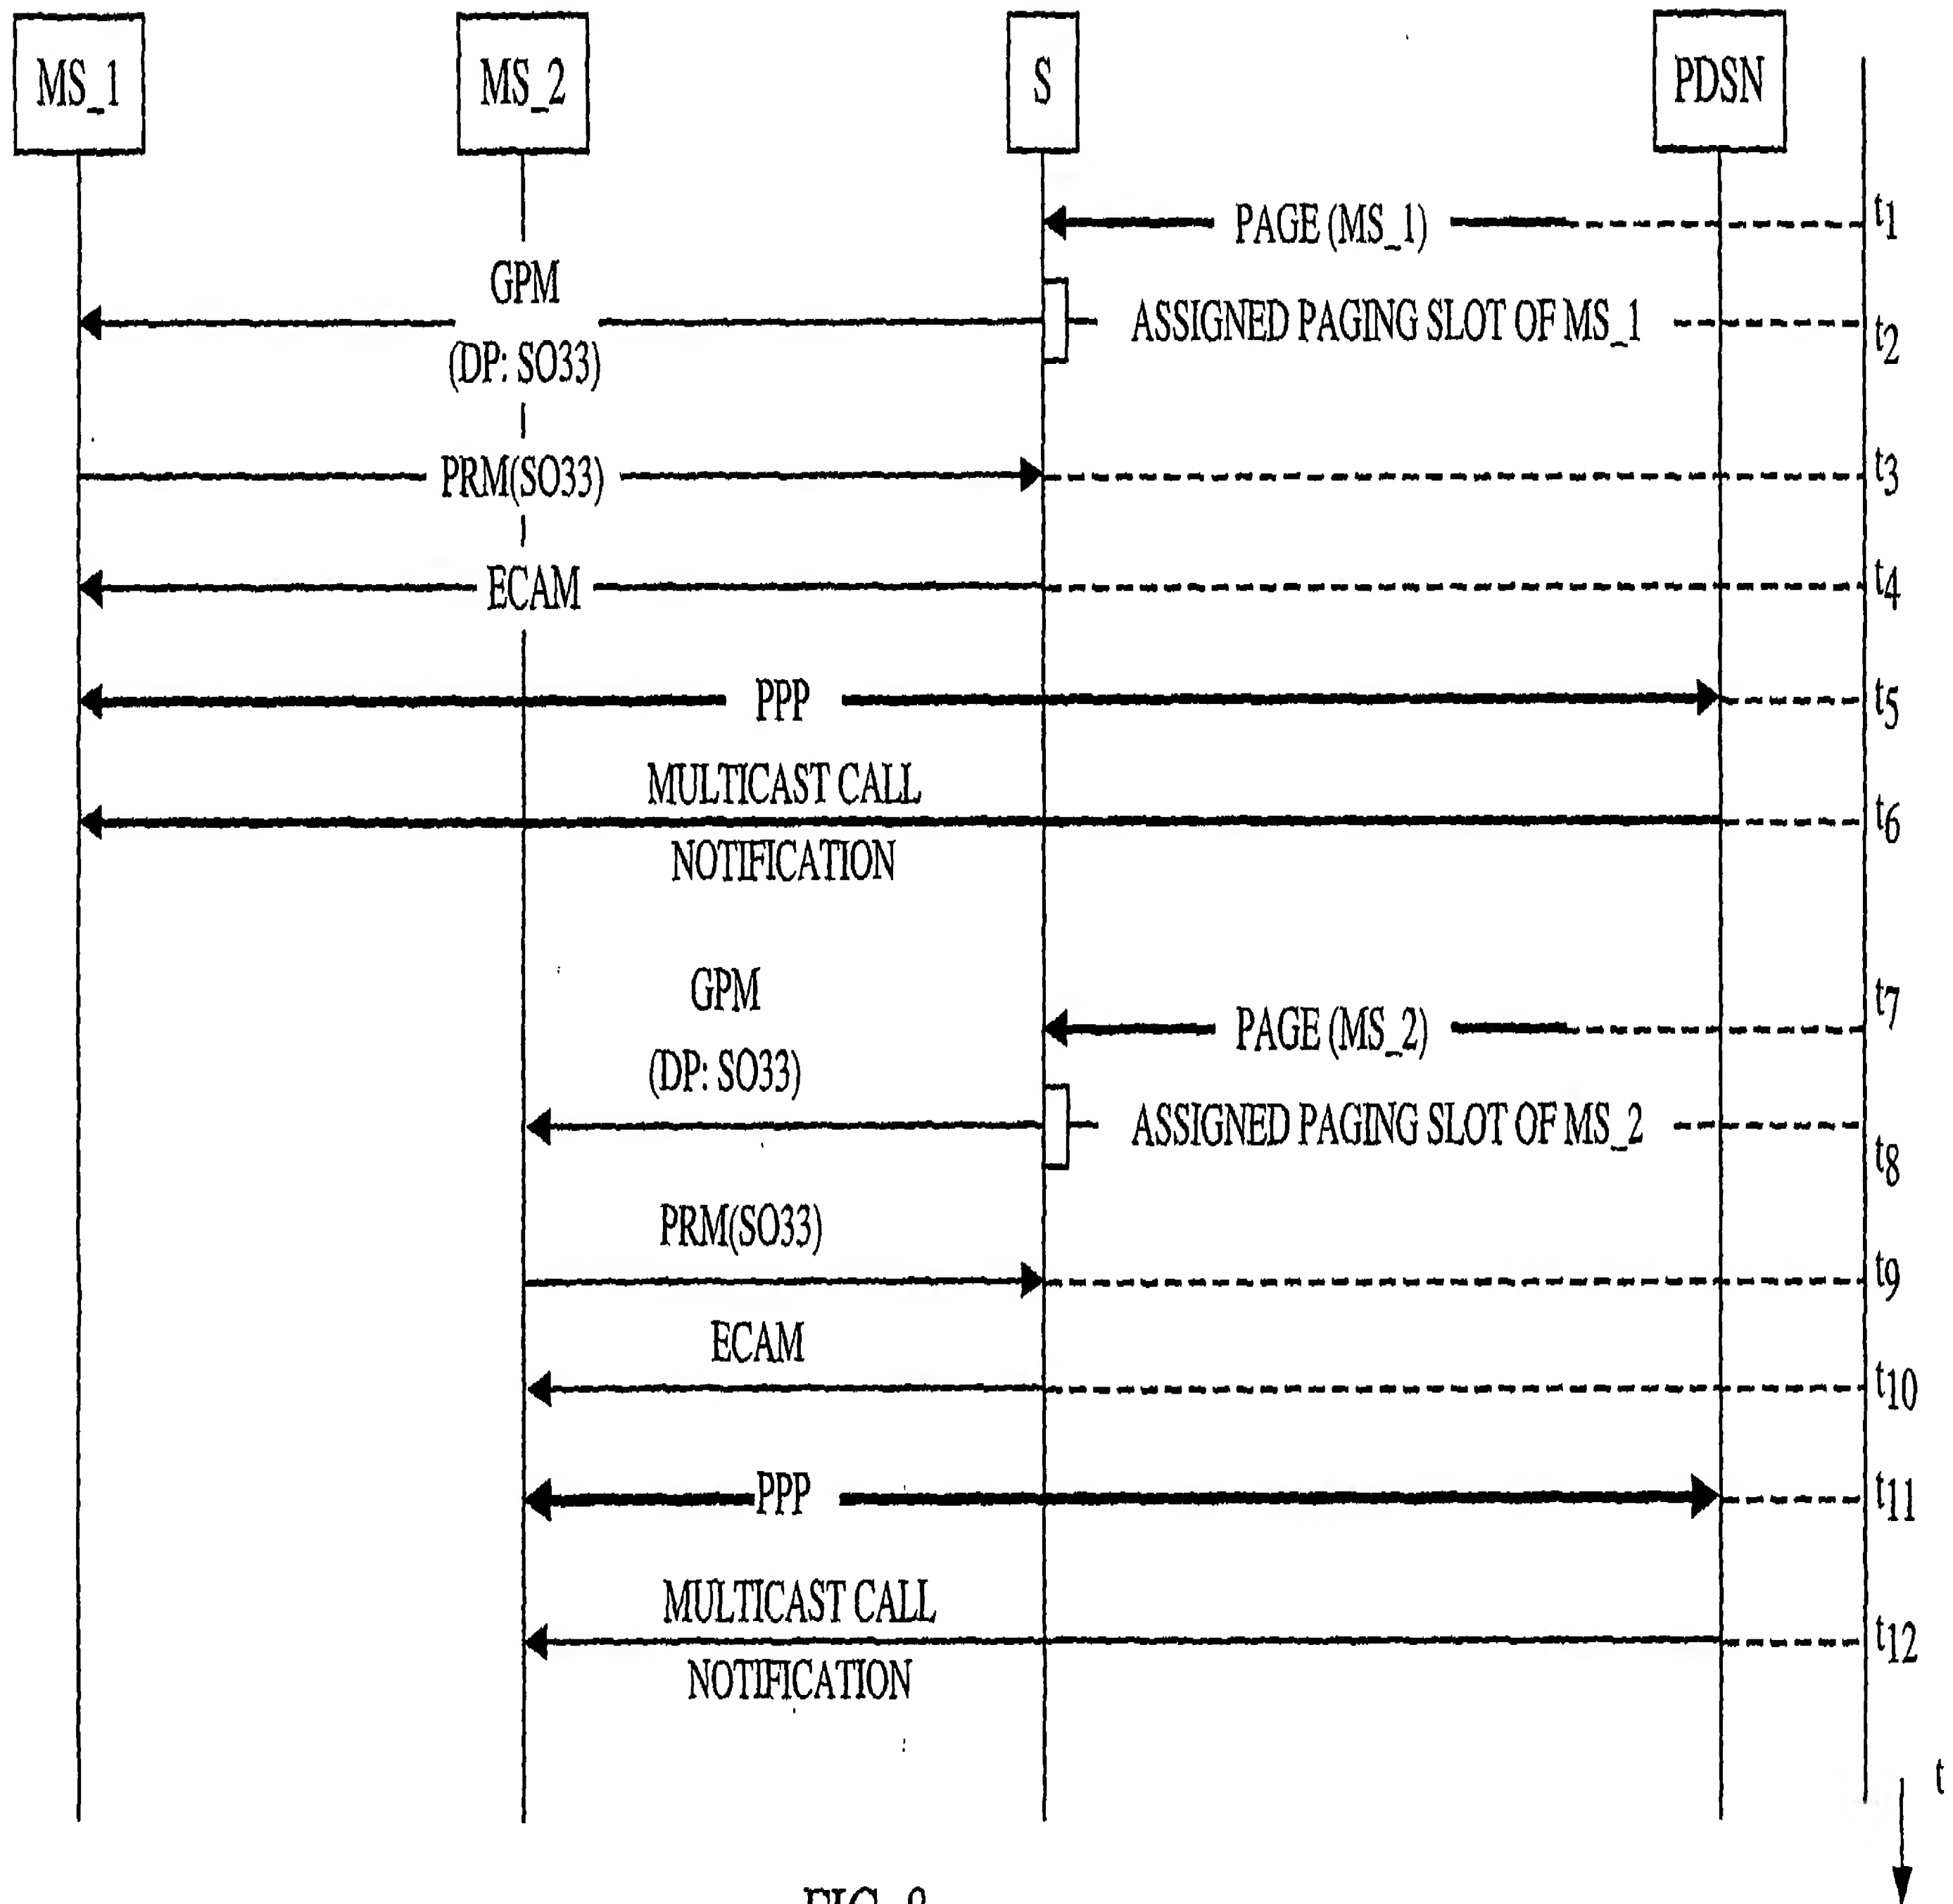 MS_1
MS_2
S
PDSN
PAGE (MS_1)
t1
GPM
(DP: SO33)
ASSIGNED PAGING SLOT OF MS_1
t2
PRM(SO33)
t3
ECAM
t4
PPP
t5
MULTICAST CALL
NOTIFICATION
t6
PAGE (MS_2)
t7
GPM
(DP: SO33)
ASSIGNED PAGING SLOT OF MS_2
t8
PRM(SO33)
t9
ECAM
t10
PPP
t11
MULTICAST CALL
NOTIFICATION
t12
t